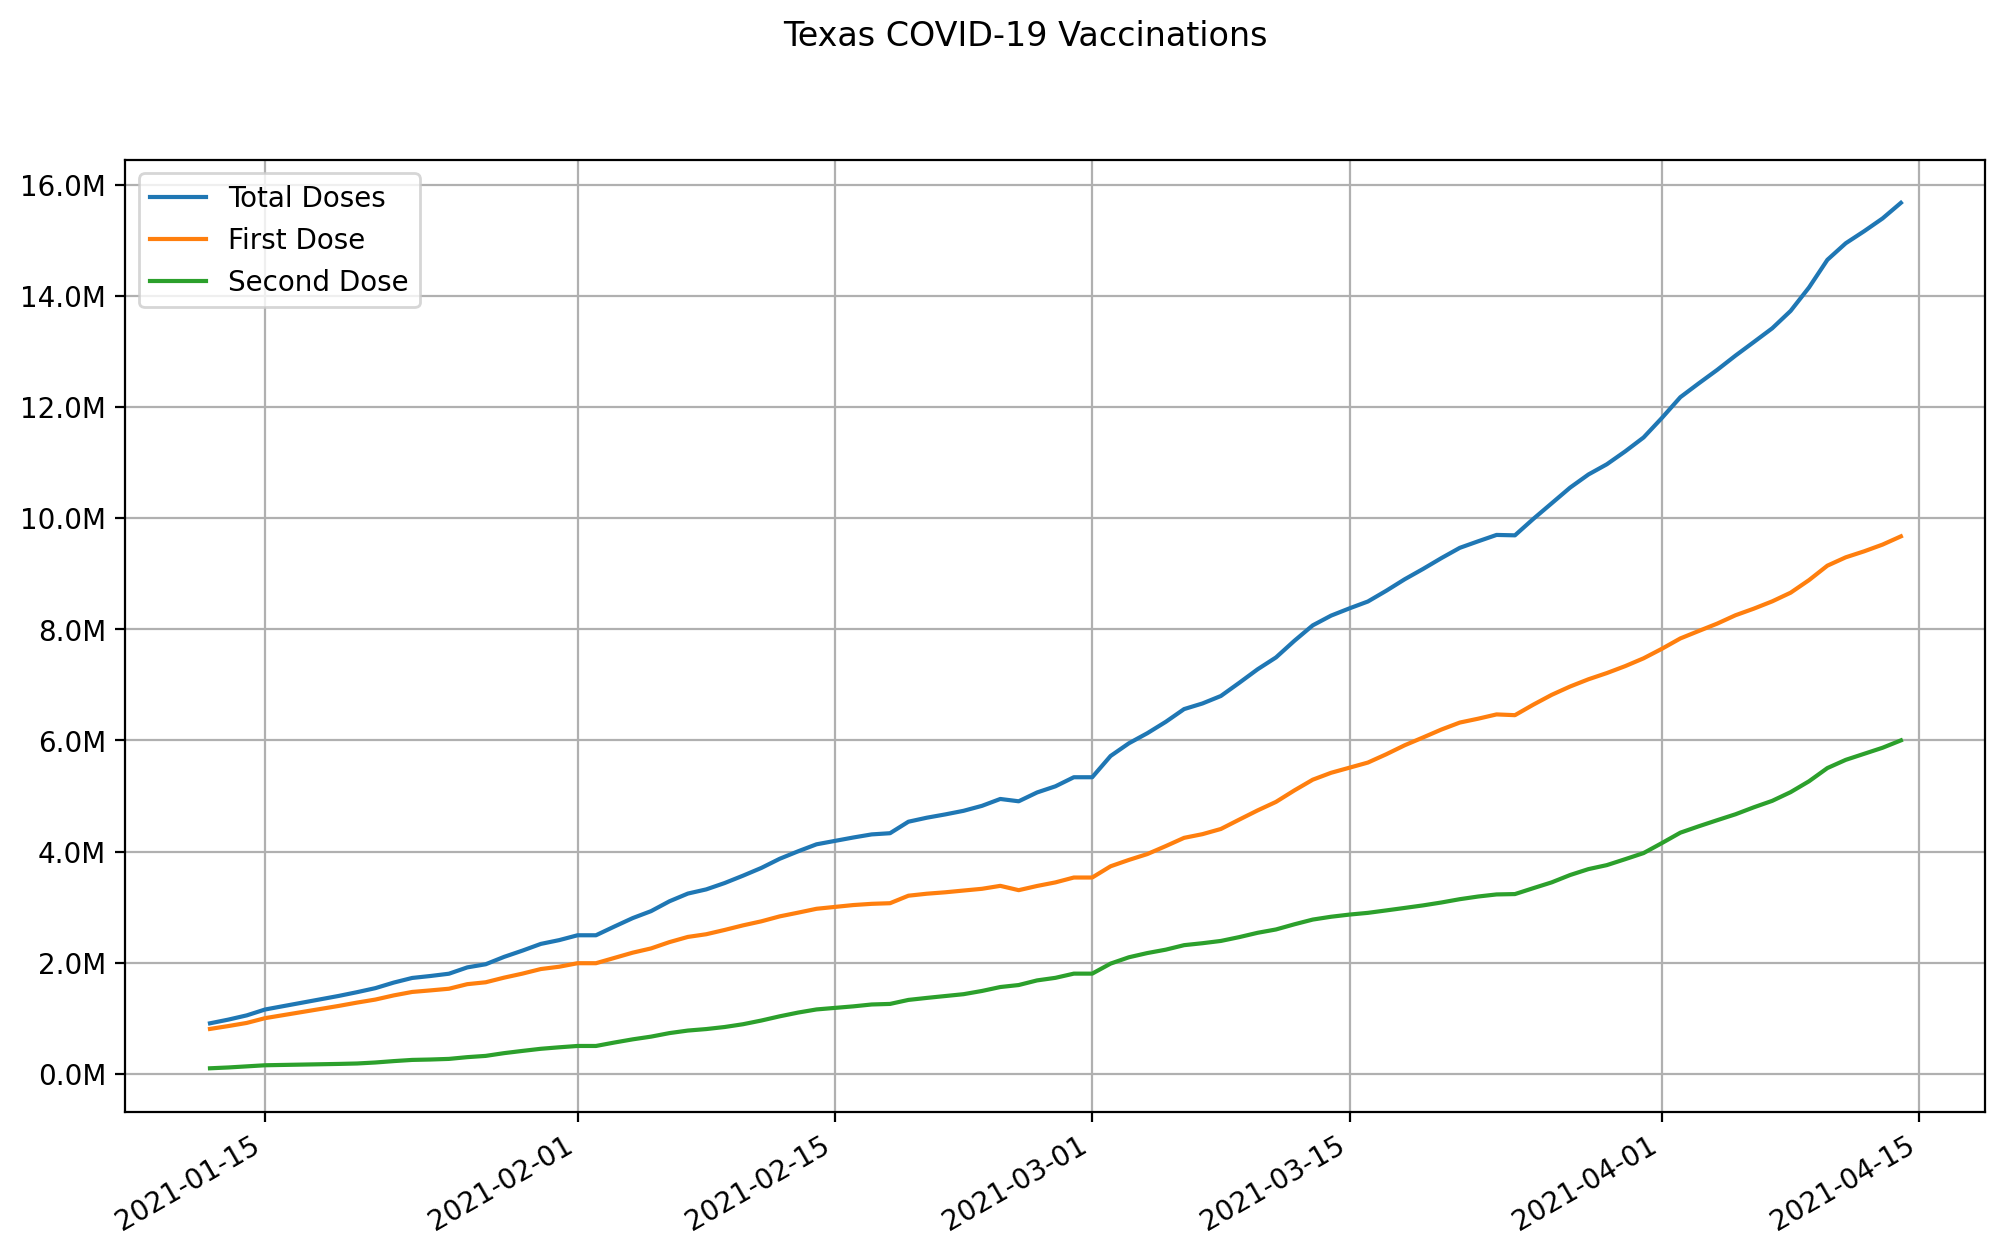 Texas COVID-19 Vaccinations
16.0M
14.0M
12.0M
10.0M
8.0M
6.0M
4.0M
2.0M
0.0M
Total Doses
First Dose
Second Dose
2021-01-15
2021-02-01
2021-02-15
2021-03-01
2021-03-15
2021-04-01
2021-04-15